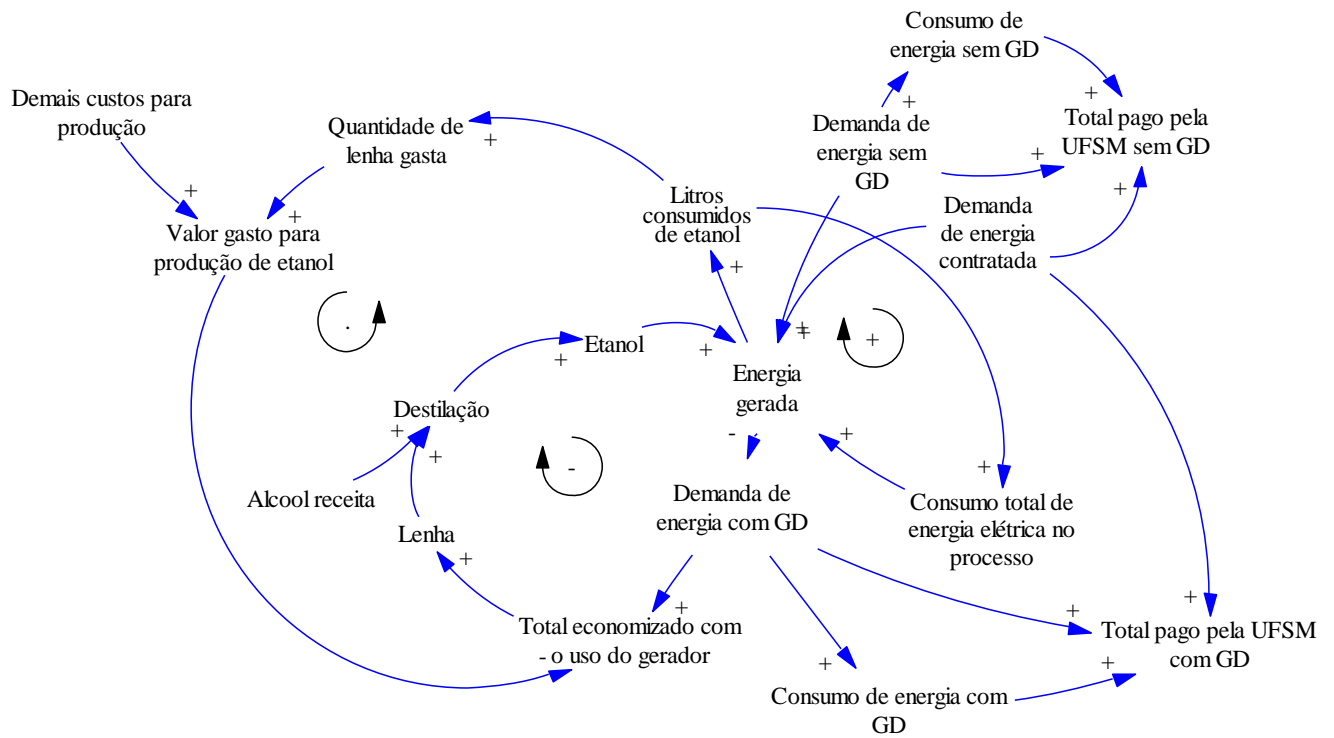 Consumo de
energia sem GD
+
Demais custos para
produção
+
Quantidade de
lenha gasta
+
Demanda de
energia sem
GD
+
Total pago pela
UFSM sem GD
+
+
+
Litros
consumidos
de etanol
Demanda
de energia
contratada
+
Valor gasto para
produção de etanol
+
.
+
+
+
Etanol
+
+
Energia
gerada
Destilação
+
+
-
+
-
Alcool receita
Demanda de
energia com GD
+
Consumo total de
energia elétrica no
processo
Lenha
+
+
Total economizado com
- o uso do gerador
+
+
Total pago pela UFSM
com GD
+
+
Consumo de energia com
GD